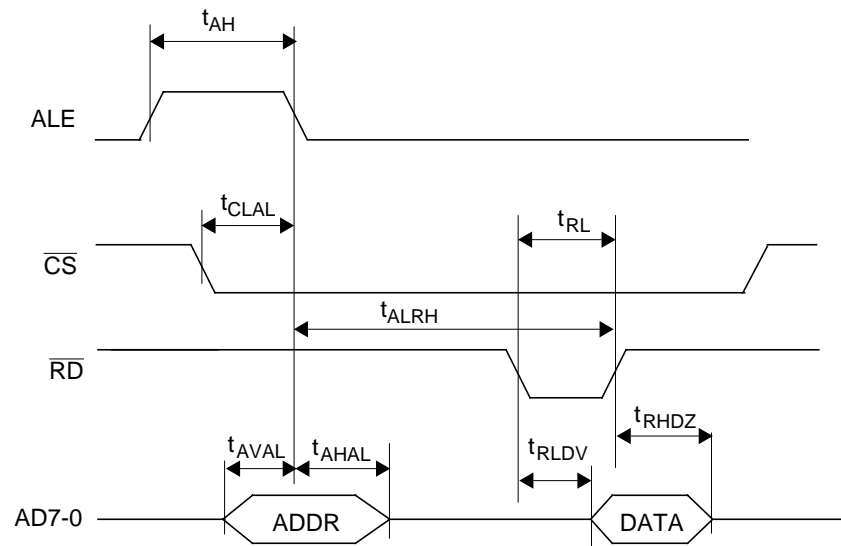 tAH
ALE
tCLAL
tRL
CS
tALRH
RD
tRHDZ
tAVAL
tAHAL
tRLDV
AD7-0
ADDR
DATA